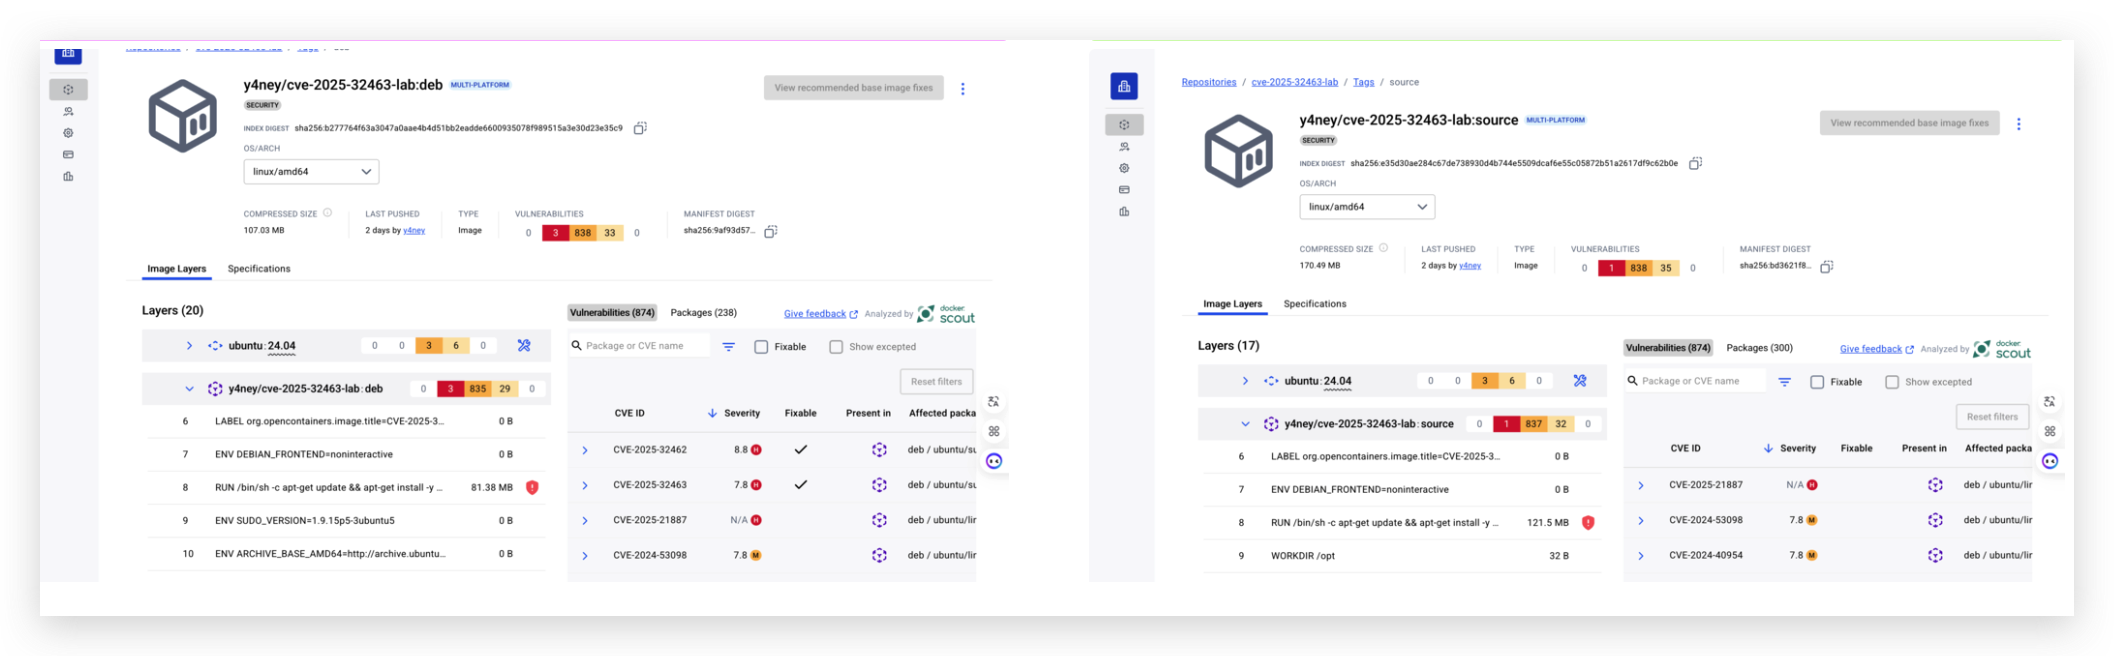 Repositories / cve-2025-32463-lab / Tags / deb
y4ney/cve-2025-32463-lab:deb MULTI-PLATFORM
SECURITY
View recommended base image fixes
INDEX DIGEST sha256:b277764f63a3047a0aae4b4d51bb2eadde6600935078f989515a3e30d23e35c9
OS/ARCH
linux/amd64
COMPRESSED SIZE LAST PUSHED TYPE VULNERABILITIES MANIFEST DIGEST
107.03 MB 2 days by y4ney Image 0 3 838 33 0 sha256:9af93d57...
Image Layers Specifications
Layers (20)
ubuntu:24.04 0 0 3 6 0
y4ney/cve-2025-32463-lab:deb 0 3 835 29 0
6 LABEL org.opencontainers.image.title=CVE-2025-3... 0 B
7 ENV DEBIAN_FRONTEND=noninteractive 0 B
8 RUN /bin/sh -c apt-get update && apt-get install -y ... 81.38 MB
9 ENV SUDO_VERSION=1.9.15p5-3ubuntu5 0 B
10 ENV ARCHIVE_BASE_AMD64=http://archive.ubuntu... 0 B
Vulnerabilities (874) Packages (238) Give feedback Analyzed by docker scout
Package or CVE name Fixable Show excepted
Reset filters
CVE ID Severity Fixable Present in Affected packa
CVE-2025-32462 8.8 H deb / ubuntu/su
CVE-2025-32463 7.8 H deb / ubuntu/su
CVE-2025-21887 N/A H deb / ubuntu/lir
CVE-2024-53098 7.8 M deb / ubuntu/lir
Repositories / cve-2025-32463-lab / Tags / source
y4ney/cve-2025-32463-lab:source MULTI-PLATFORM
SECURITY
View recommended base image fixes
INDEX DIGEST sha256:e35d30ae284c67de738930d4b744e5509dcaf6e55c05872b51a2617df9c62b0e
OS/ARCH
linux/amd64
COMPRESSED SIZE LAST PUSHED TYPE VULNERABILITIES MANIFEST DIGEST
170.49 MB 2 days by y4ney Image 0 1 838 35 0 sha256:bd3621f8...
Image Layers Specifications
Layers (17)
ubuntu:24.04 0 0 3 6 0
y4ney/cve-2025-32463-lab:source 0 1 837 32 0
6 LABEL org.opencontainers.image.title=CVE-2025-3... 0 B
7 ENV DEBIAN_FRONTEND=noninteractive 0 B
8 RUN /bin/sh -c apt-get update && apt-get install -y ... 121.5 MB
9 WORKDIR /opt 32 B
Vulnerabilities (874) Packages (300) Give feedback Analyzed by docker scout
Package or CVE name Fixable Show excepted
Reset filters
CVE ID Severity Fixable Present in Affected packa
CVE-2025-21887 N/A H deb / ubuntu/lir
CVE-2024-53098 7.8 M deb / ubuntu/lir
CVE-2024-40954 7.8 M deb / ubuntu/lir